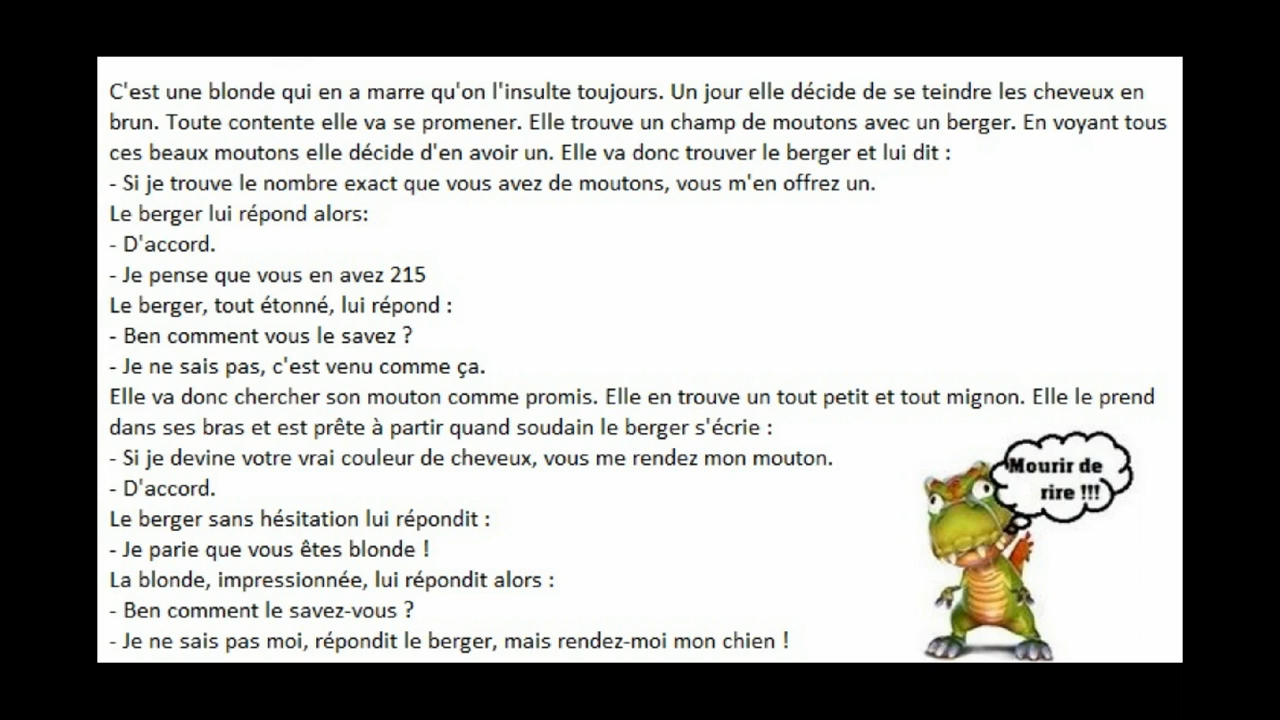 C'est une blonde qui en a marre qu'on l'insulte toujours. Un jour elle décide de se teindre les cheveux en
brun. Toute contente elle va se promener. Elle trouve un champ de moutons avec un berger. En voyant tous
ces beaux moutons elle décide d'en avoir un. Elle va donc trouver le berger et lui dit :
- Si je trouve le nombre exact que vous avez de moutons, vous m'en offrez un.
Le berger lui répond alors:
- D'accord.
- Je pense que vous en avez 215
Le berger, tout étonné, lui répond :
- Ben comment vous le savez ?
- Je ne sais pas, c'est venu comme ça.
Elle va donc chercher son mouton comme promis. Elle en trouve un tout petit et tout mignon. Elle le prend
dans ses bras et est prête à partir quand soudain le berger s'écrie :
- Si je devine votre vrai couleur de cheveux, vous me rendez mon mouton.
- D'accord.
Le berger sans hésitation lui répondit :
- Je parie que vous êtes blonde !
La blonde, impressionnée, lui répondit alors :
- Ben comment le savez-vous ?
- Je ne sais pas moi, répondit le berger, mais rendez-moi mon chien !
Mourir de
rire !!!